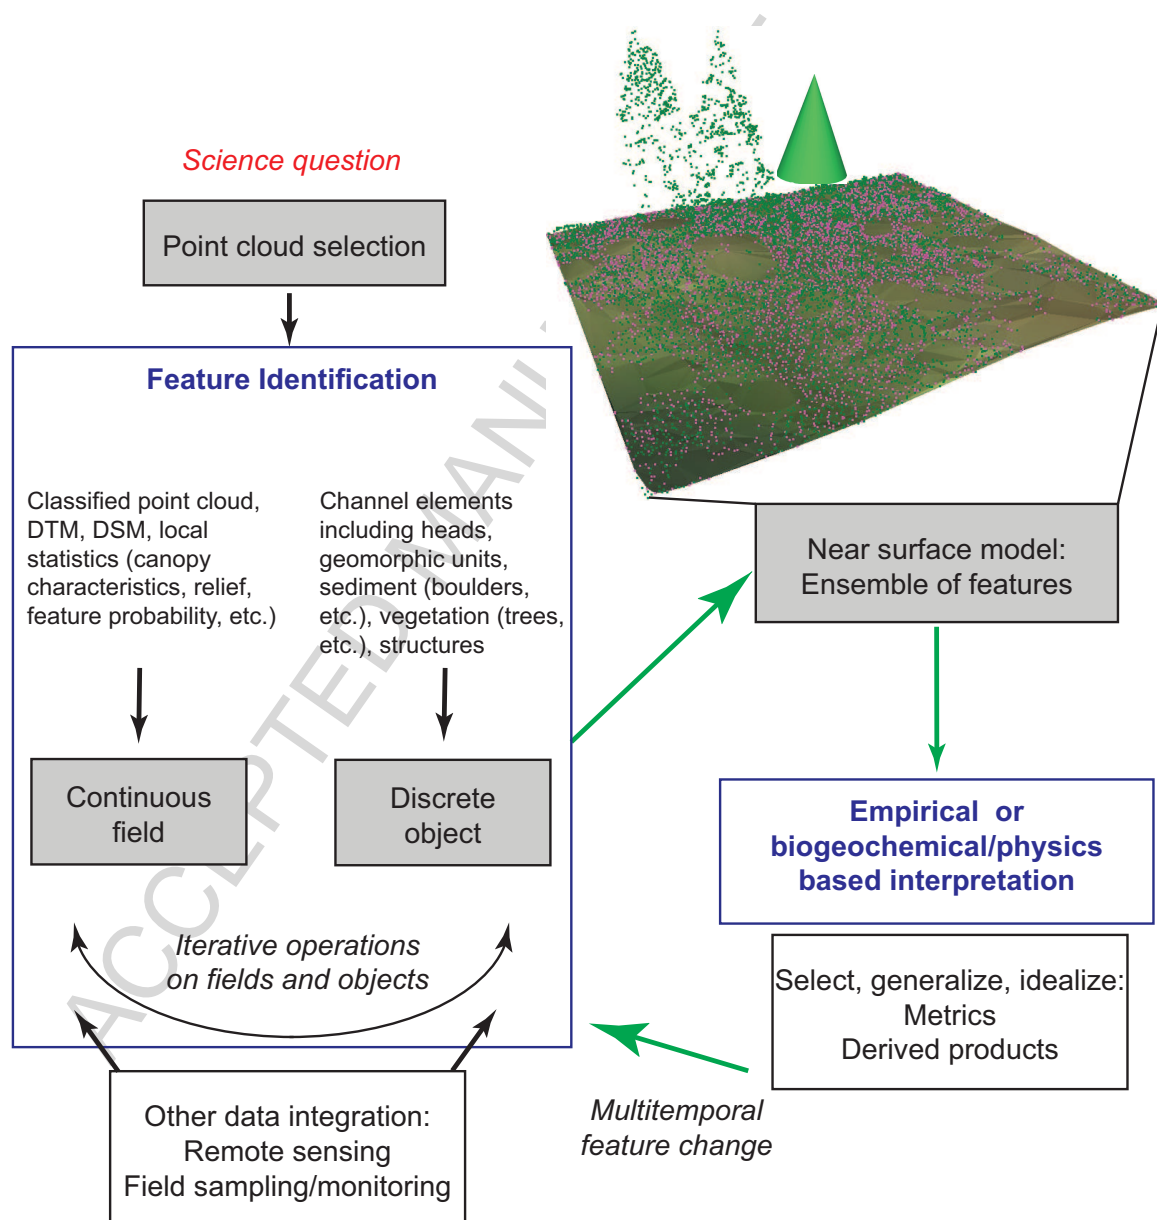 Science question
Point cloud selection
Feature Identification
Classified point cloud,
DTM, DSM, local
statistics (canopy
characteristics, relief,
feature probability, etc.)
Channel elements
including heads,
geomorphic units,
sediment (boulders,
etc.), vegetation (trees,
etc.), structures
Continuous
field
Discrete
object
Iterative operations
on fields and objects
Other data integration:
Remote sensing
Field sampling/monitoring
Near surface model:
Ensemble of features
Empirical or
biogeochemical/physics
based interpretation
Select, generalize, idealize:
Metrics
Derived products
Multitemporal
feature change
ACCEPTED